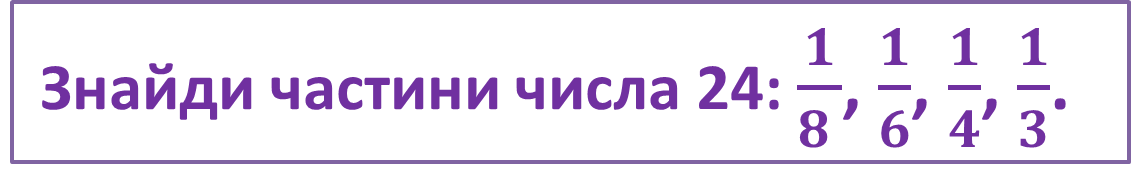 Знайди частини числа 24: 1/8, 1/6, 1/4, 1/3.